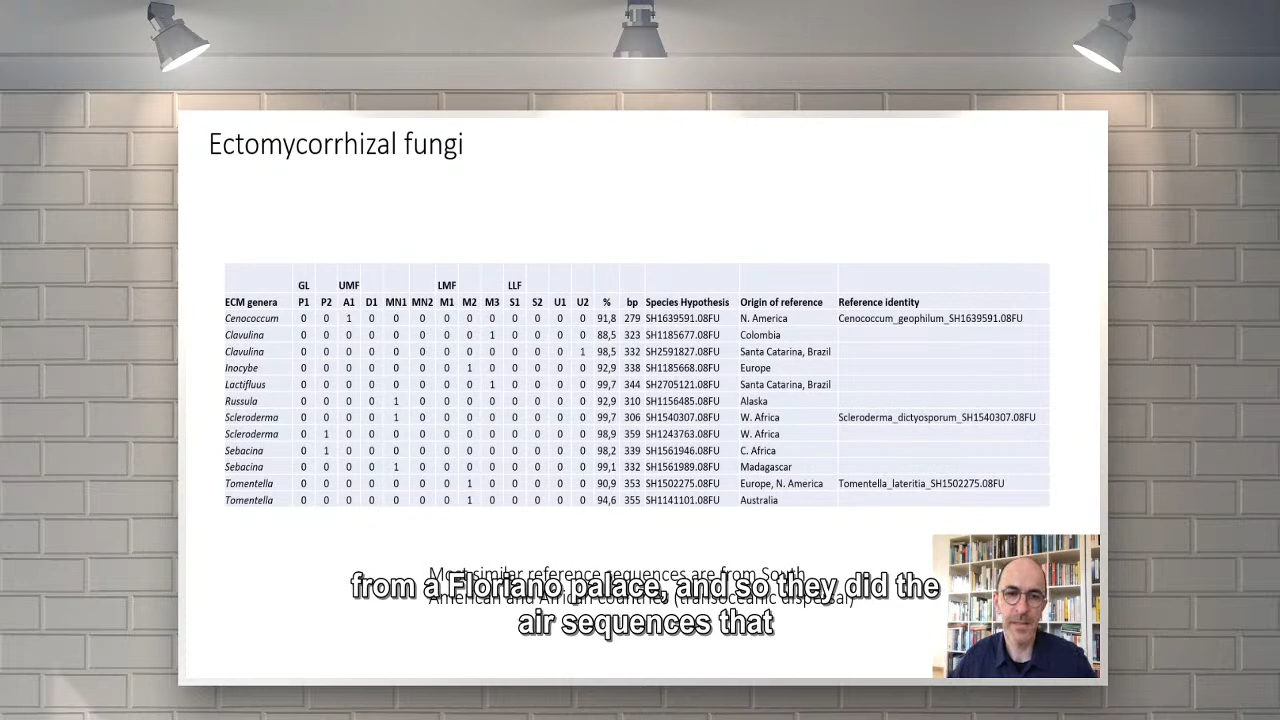 Ectomycorrhizal fungi
GL UMF LMF LLF
ECM genera P1 P2 A1 D1 MN1 MN2 M1 M2 M3 S1 S2 U1 U2 % bp Species Hypothesis Origin of reference Reference identity
Cenococcum 0 0 1 0 0 0 0 0 0 0 0 0 0 91,8 279 SH1639591.08FU N. America Cenococcum_geophilum_SH1639591.08FU
Clavulina 0 0 0 0 0 0 0 0 1 0 0 0 0 88,5 323 SH1185677.08FU Colombia
Clavulina 0 0 0 0 0 0 0 0 0 0 0 0 1 98,5 332 SH2591827.08FU Santa Catarina, Brazil
Inocybe 0 0 0 0 0 0 0 1 0 0 0 0 0 92,9 338 SH1185668.08FU Europe
Lactifluus 0 0 0 0 0 0 0 0 1 0 0 0 0 99,7 344 SH2705121.08FU Santa Catarina, Brazil
Russula 0 0 0 0 1 0 0 0 0 0 0 0 0 92,9 310 SH1156485.08FU Alaska
Scleroderma 0 0 0 0 1 0 0 0 0 0 0 0 0 99,7 306 SH1540307.08FU W. Africa Scleroderma_dictyosporum_SH1540307.08FU
Scleroderma 0 1 0 0 0 0 0 0 0 0 0 0 0 98,9 359 SH1243763.08FU W. Africa
Sebacina 0 1 0 0 0 0 0 0 0 0 0 0 0 98,2 339 SH1561946.08FU C. Africa
Sebacina 0 0 0 0 1 0 0 0 0 0 0 0 0 99,1 332 SH1561989.08FU Madagascar
Tomentella 0 0 0 0 0 0 0 1 0 0 0 0 0 90,9 353 SH1502275.08FU Europe, N. America Tomentella_lateritia_SH1502275.08FU
Tomentella 0 0 0 0 0 0 0 1 0 0 0 0 0 94,6 355 SH1141101.08FU Australia
Most similar reference sequences are from South
American and African countries (transoceanic dispersal)
from a Floriano palace, and so they did the
air sequences that